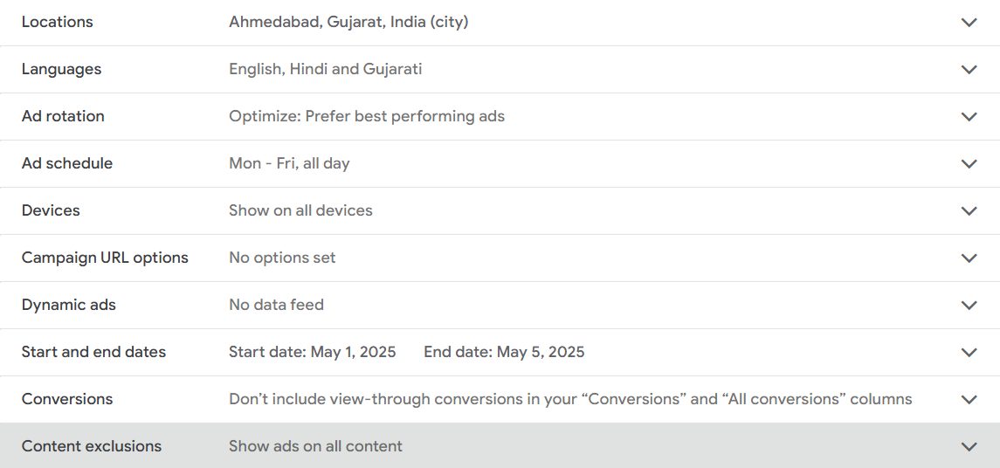 Locations Ahmedabad, Gujarat, India (city)
Languages English, Hindi and Gujarati
Ad rotation Optimize: Prefer best performing ads
Ad schedule Mon - Fri, all day
Devices Show on all devices
Campaign URL options No options set
Dynamic ads No data feed
Start and end dates Start date: May 1, 2025 End date: May 5, 2025
Conversions Don’t include view-through conversions in your “Conversions” and “All conversions” columns
Content exclusions Show ads on all content